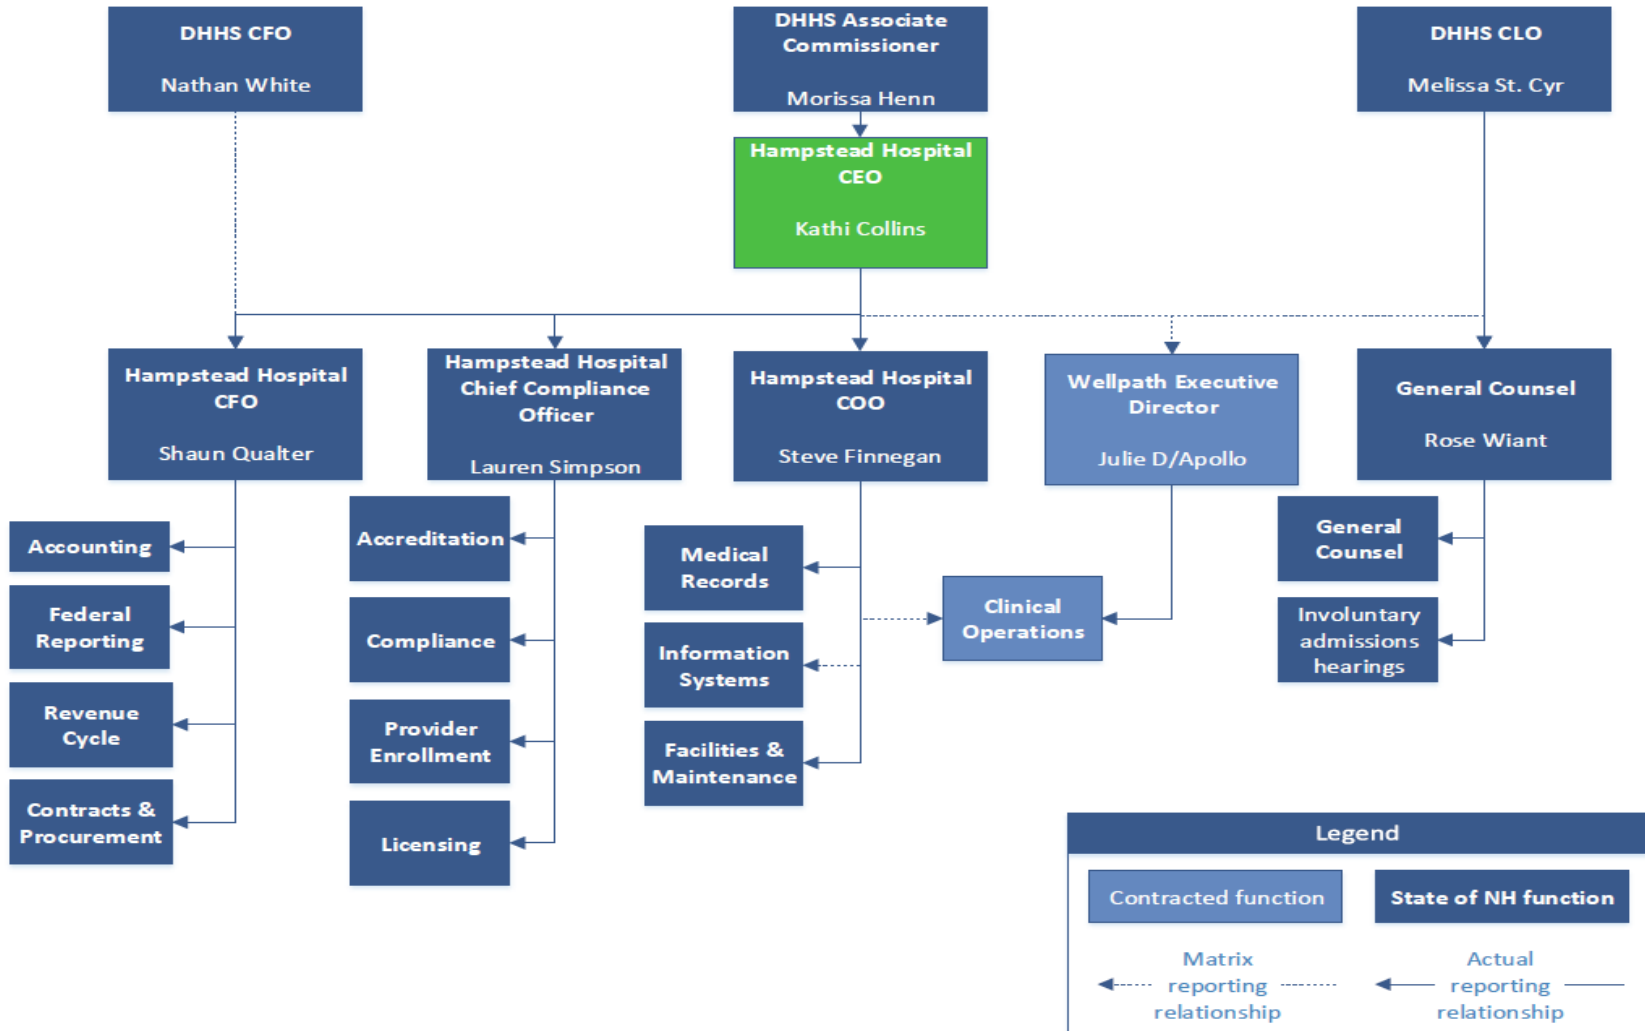 DHHS CFO
Nathan White
DHHS Associate
Commissioner
Morissa Henn
DHHS CLO
Melissa St. Cyr
Hampstead Hospital
CEO
Kathi Collins
Hampstead Hospital
CFO
Shaun Qualter
Hampstead Hospital
Chief Compliance
Officer
Lauren Simpson
Hampstead Hospital
COO
Steve Finnegan
Wellpath Executive
Director
Julie D/Apollo
General Counsel
Rose Wiant
Accounting
Federal
Reporting
Revenue
Cycle
Contracts &
Procurement
Accreditation
Compliance
Provider
Enrollment
Licensing
Medical
Records
Information
Systems
Facilities &
Maintenance
Clinical
Operations
General
Counsel
Involuntary
admissions
hearings
Legend
Contracted function
State of NH function
Matrix
reporting
relationship
Actual
reporting
relationship